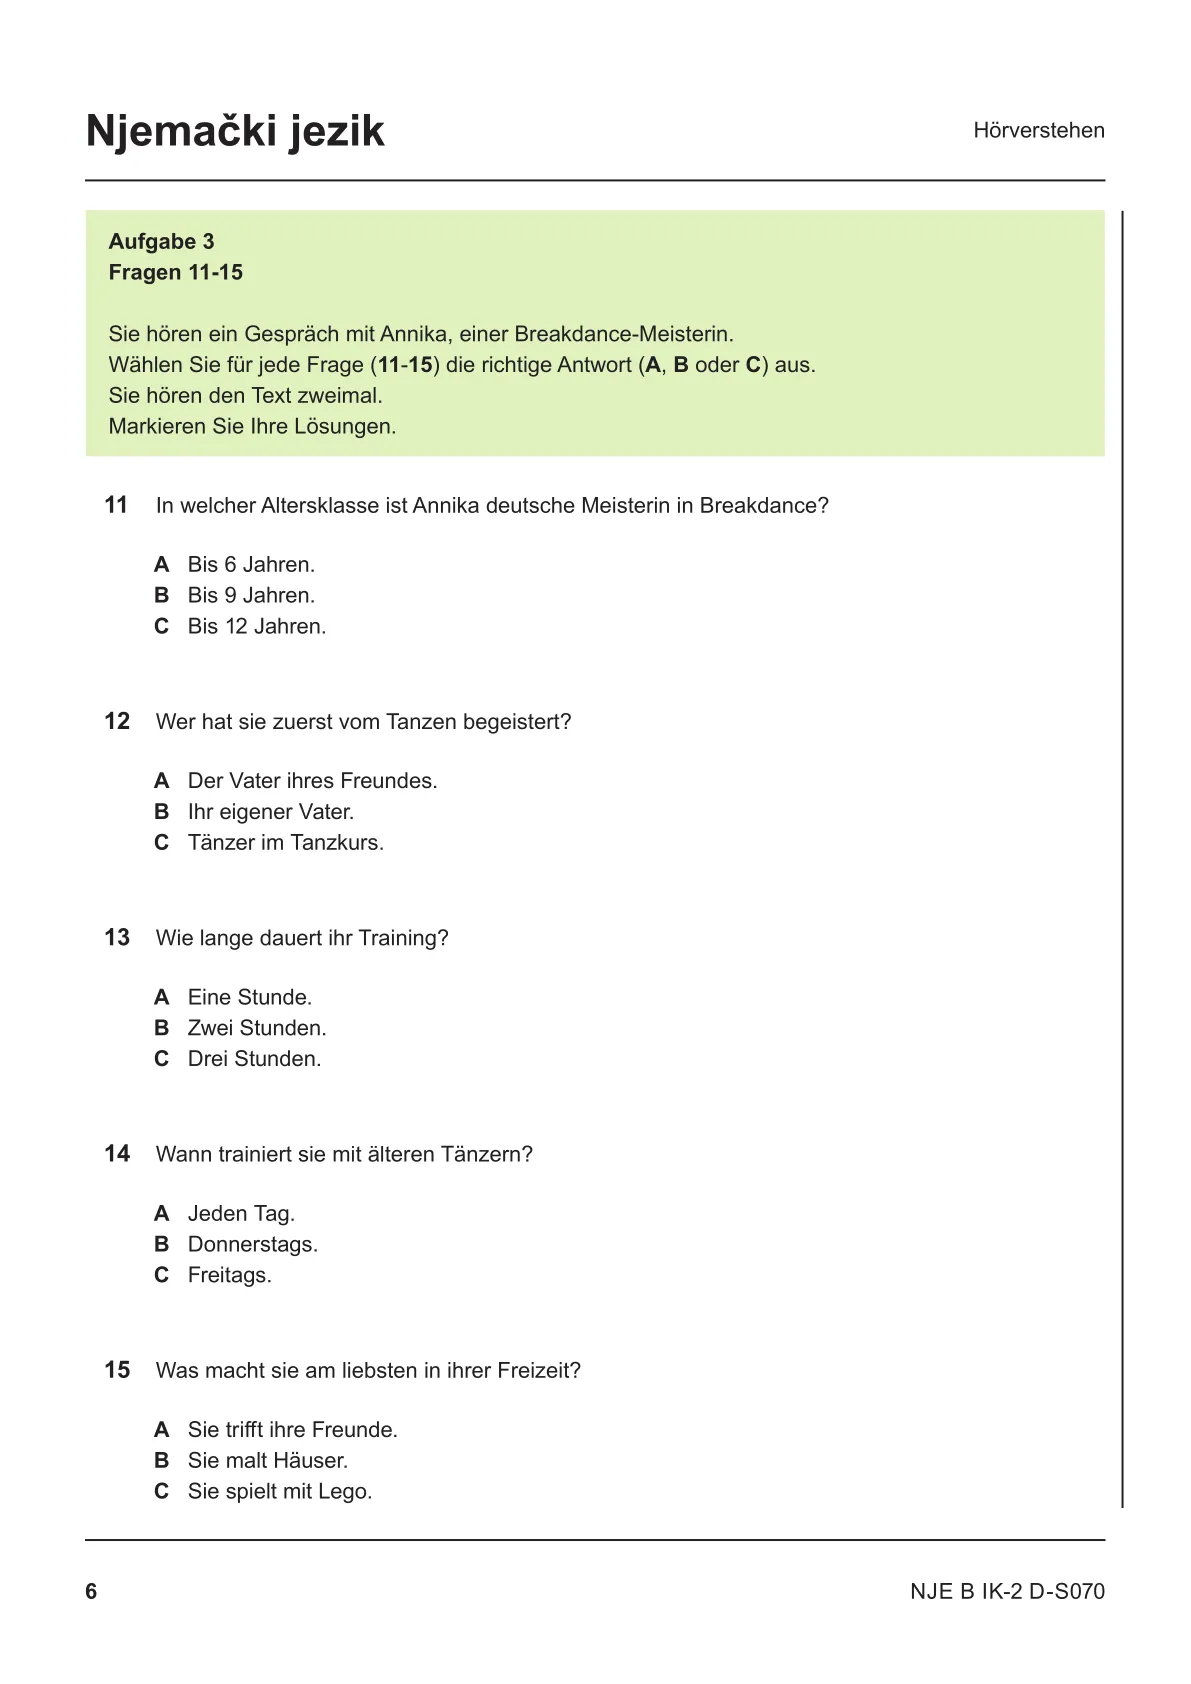 Njemački jezik
Hörverstehen
Aufgabe 3
Fragen 11-15
Sie hören ein Gespräch mit Annika, einer Breakdance-Meisterin.
Wählen Sie für jede Frage (11-15) die richtige Antwort (A, B oder C) aus.
Sie hören den Text zweimal.
Markieren Sie Ihre Lösungen.
11 In welcher Altersklasse ist Annika deutsche Meisterin in Breakdance?
A Bis 6 Jahren.
B Bis 9 Jahren.
C Bis 12 Jahren.
12 Wer hat sie zuerst vom Tanzen begeistert?
A Der Vater ihres Freundes.
B Ihr eigener Vater.
C Tänzer im Tanzkurs.
13 Wie lange dauert ihr Training?
A Eine Stunde.
B Zwei Stunden.
C Drei Stunden.
14 Wann trainiert sie mit älteren Tänzern?
A Jeden Tag.
B Donnerstags.
C Freitags.
15 Was macht sie am liebsten in ihrer Freizeit?
A Sie trifft ihre Freunde.
B Sie malt Häuser.
C Sie spielt mit Lego.
6
NJE B IK-2 D-S070